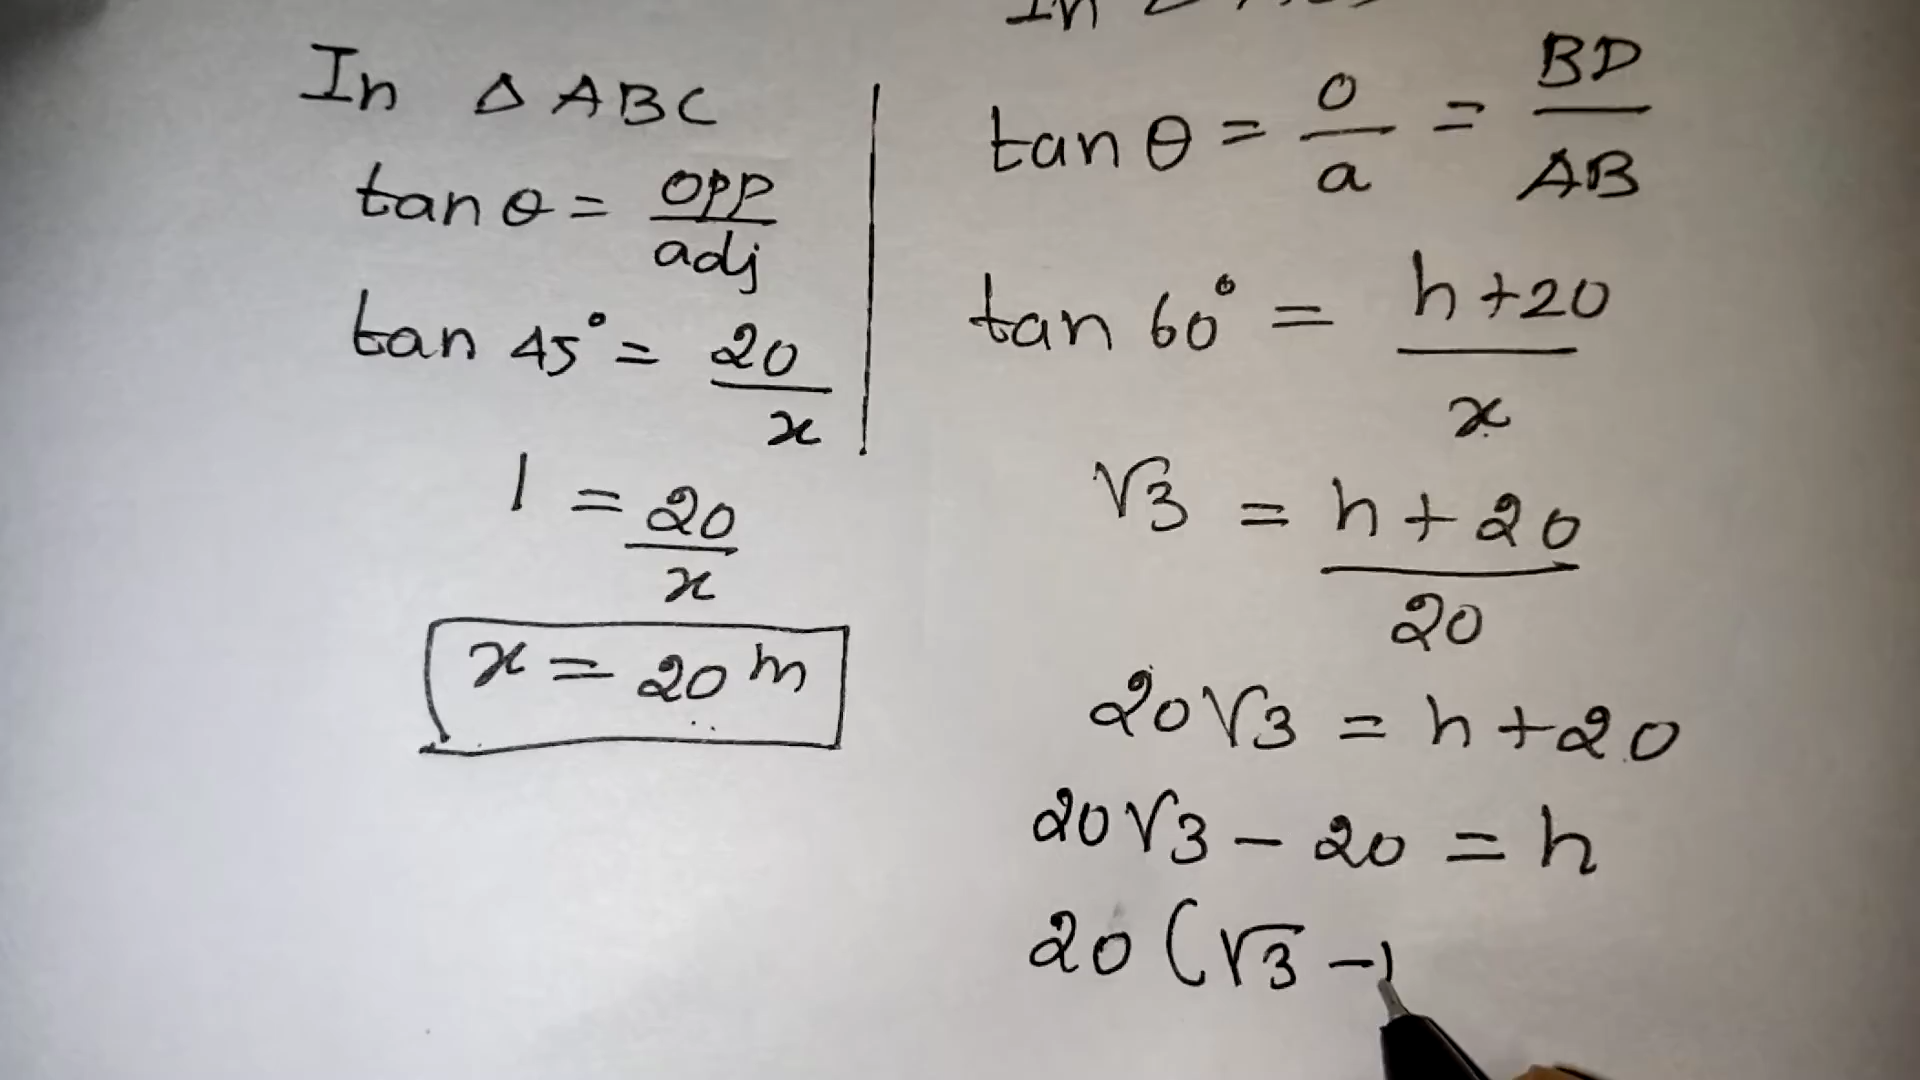 In △ ABC
tan θ = opp/adj
tan 45° = 20/x
1 = 20/x
x = 20 m
tan θ = o/a = BD/AB
tan 60° = h+20/x
√3 = h+20/20
20√3 = h+20
20√3 - 20 = h
20 (√3 - 1